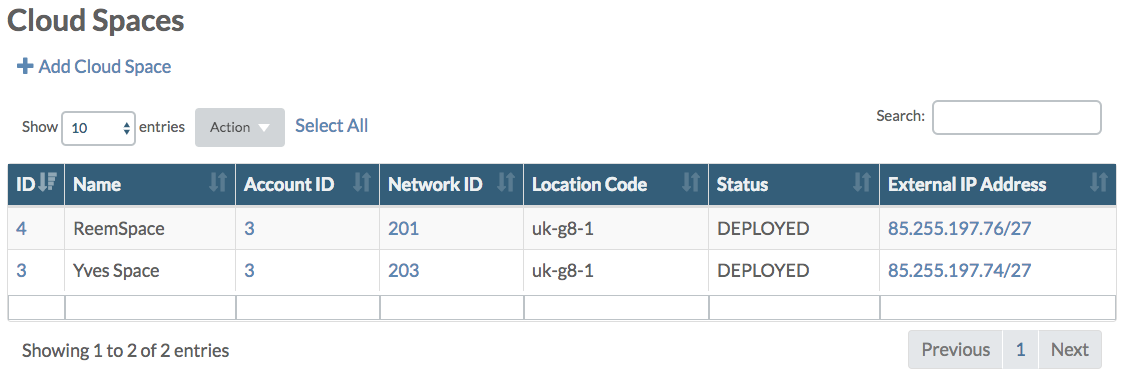 Cloud Spaces
Add Cloud Space
Show 10 entries Action Select All Search:
ID Name Account ID Network ID Location Code Status External IP Address
4 ReemSpace 3 201 uk-g8-1 DEPLOYED 85.255.197.76/27
3 Yves Space 3 203 uk-g8-1 DEPLOYED 85.255.197.74/27
Showing 1 to 2 of 2 entries Previous 1 Next